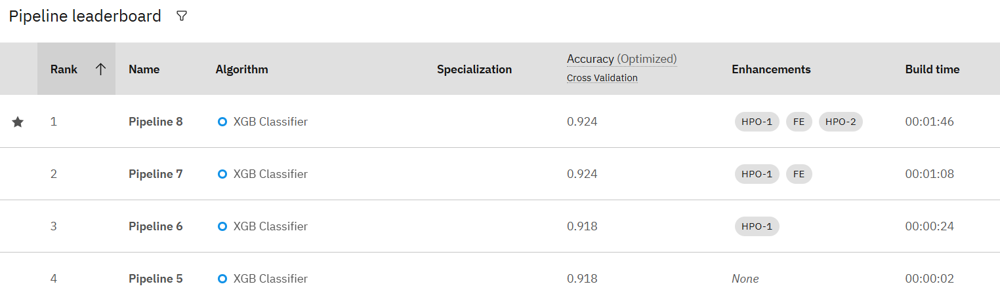 Pipeline leaderboard
Rank Name Algorithm Specialization Accuracy (Optimized) Cross Validation Enhancements Build time
1 Pipeline 8 XGB Classifier 0.924 HPO-1 FE HPO-2 00:01:46
2 Pipeline 7 XGB Classifier 0.924 HPO-1 FE 00:01:08
3 Pipeline 6 XGB Classifier 0.918 HPO-1 00:00:24
4 Pipeline 5 XGB Classifier 0.918 None 00:00:02